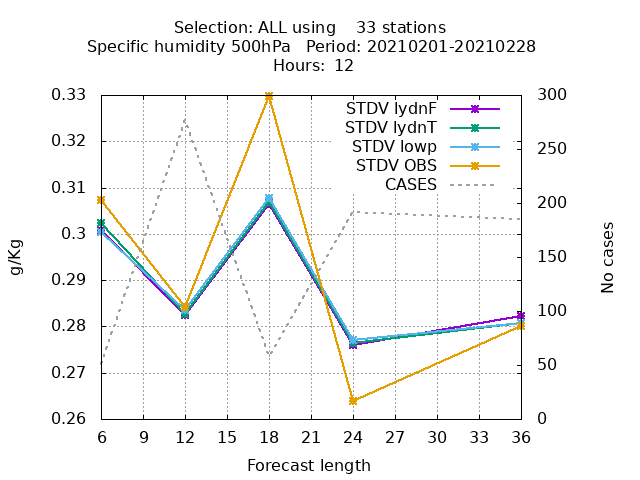 Selection: ALL using    33 stations
Specific humidity 500hPa   Period: 20210201-20210228
Hours: 12
STDV lydnF
STDV lydnT
STDV lowp
STDV OBS
CASES
g/Kg
0.33
0.32
0.31
0.3
0.29
0.28
0.27
0.26
300
250
200
150
100
50
0
No cases
6 9 12 15 18 21 24 27 30 33 36
Forecast length